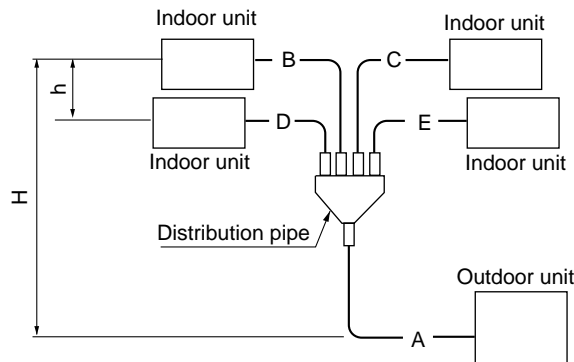 Indoor unit
Indoor unit
B
C
h
D
E
Indoor unit
Indoor unit
H
Distribution pipe
Outdoor unit
A